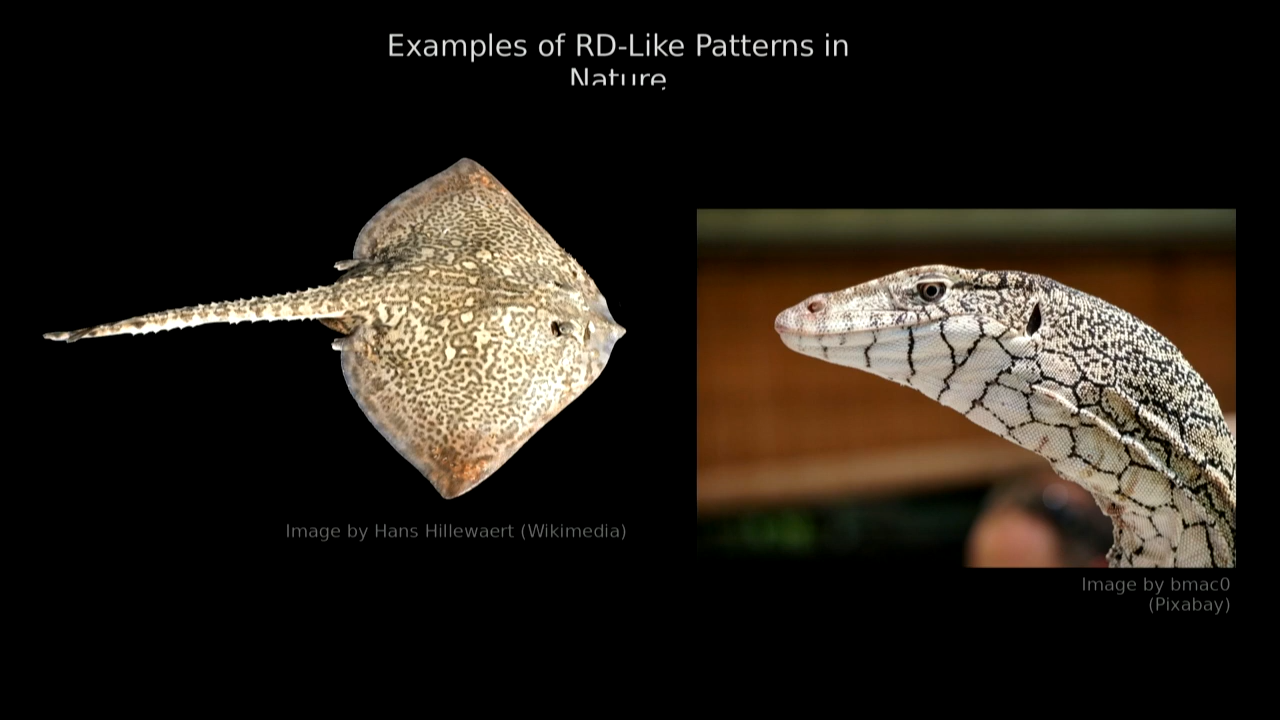 Examples of RD-Like Patterns in
Nature
Image by Hans Hillewaert (Wikimedia)
Image by bmac0
(Pixabay)